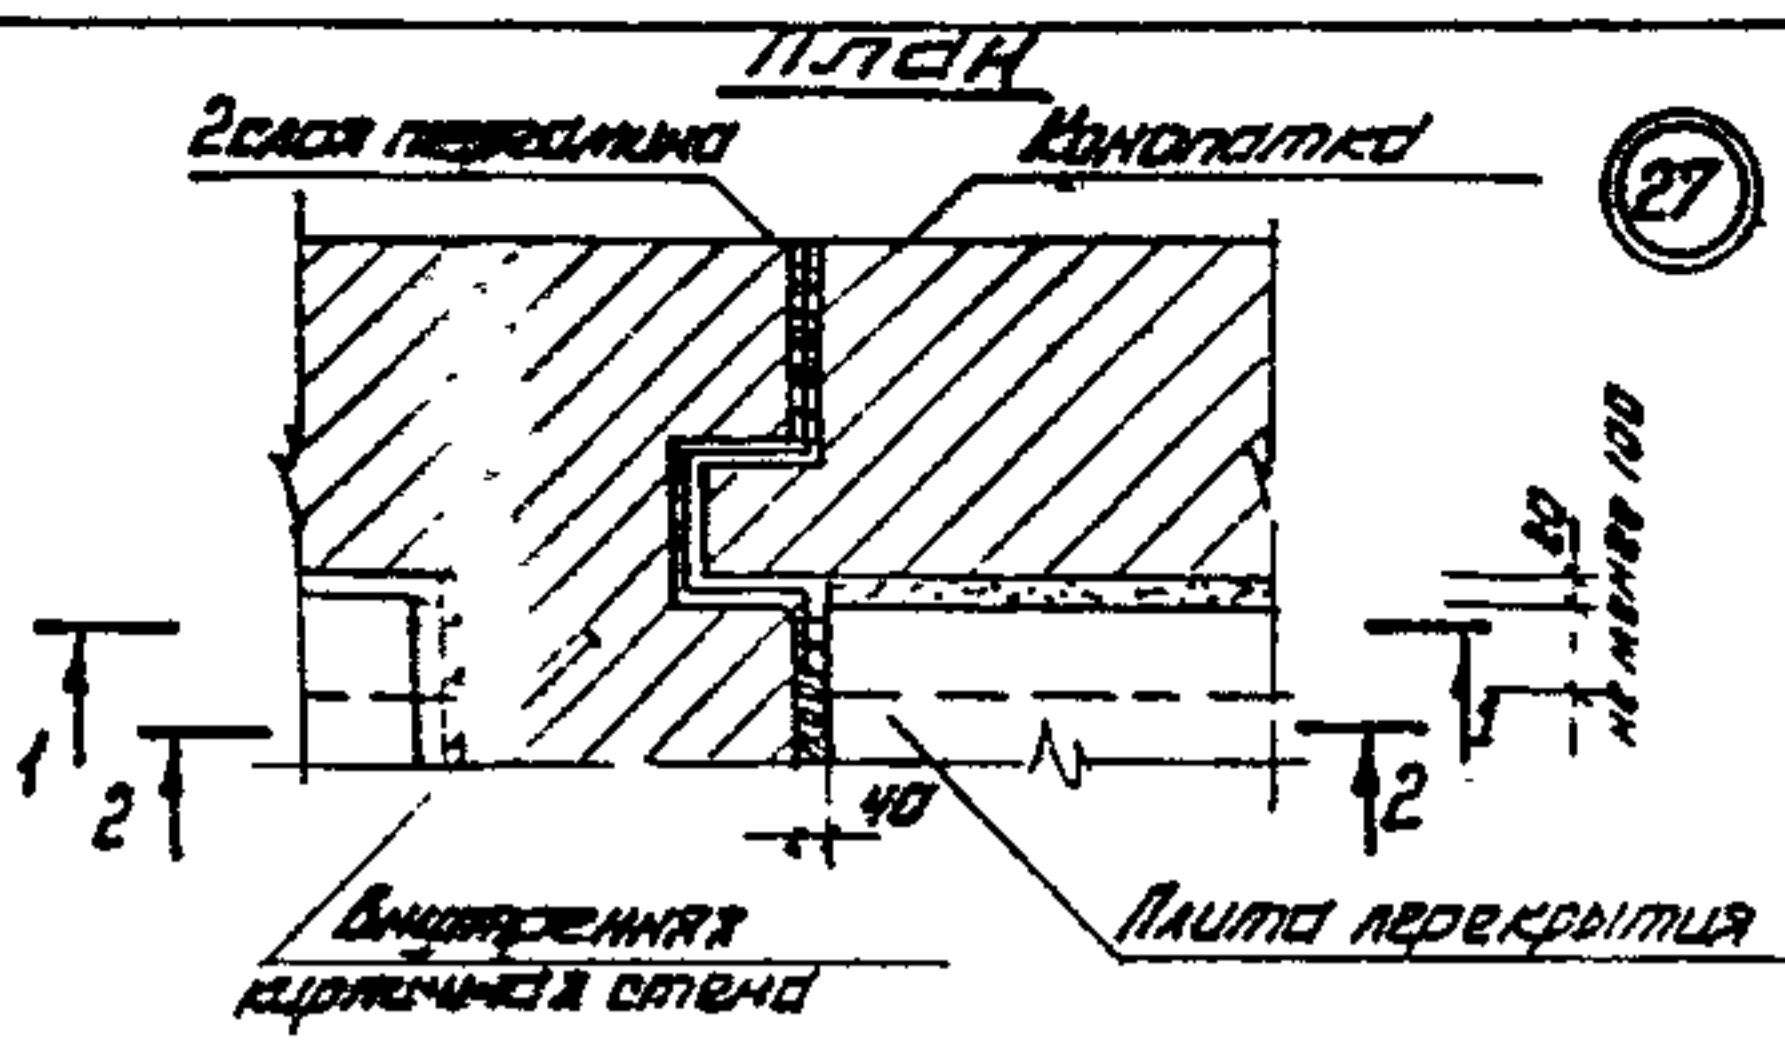 План
2 слоя пергамина
Конопатка
27
20
не менее 100
1
2
40
2
1
Внутренняя
кирпичная стена
Плита перекрытия